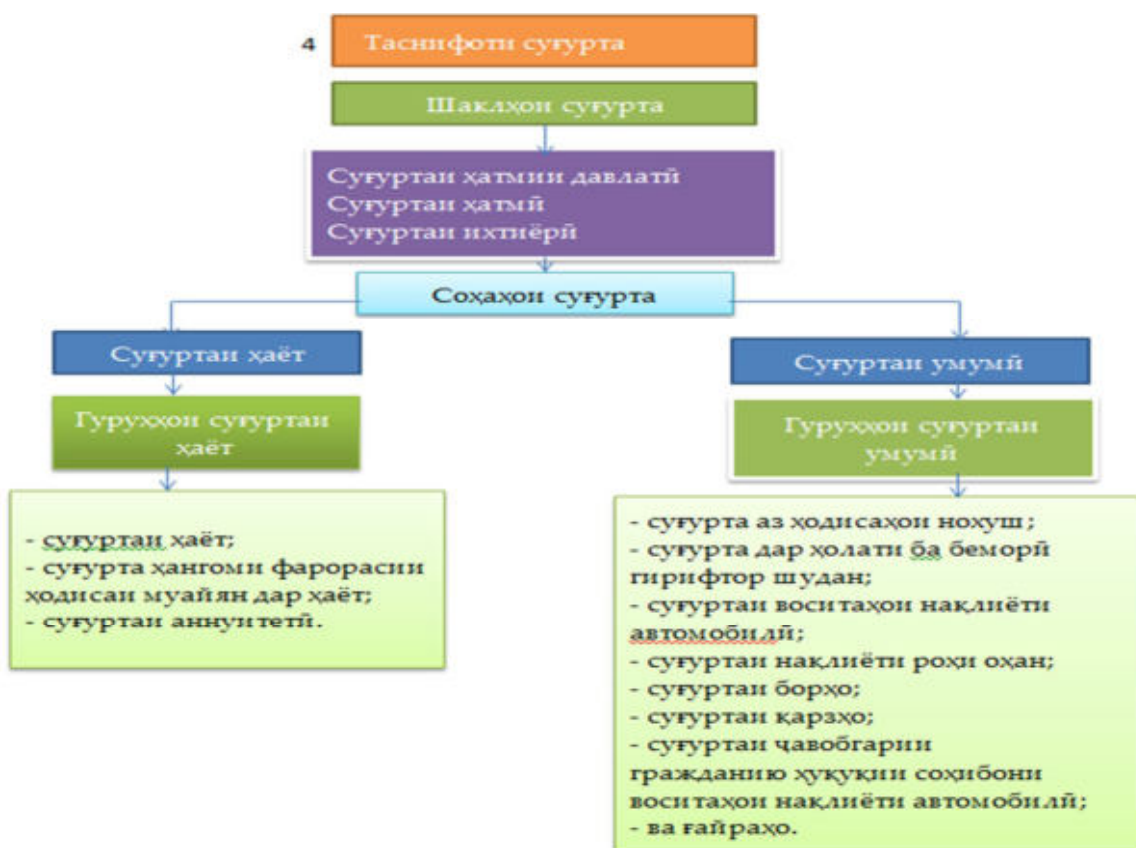 4
Таснифоти суғурта
Шаклҳои суғурта
Суғуртаи ҳатмии давлатӣ
Суғуртаи ҳатмӣ
Суғуртаи ихтиёрӣ
Соҳаҳои суғурта
Суғуртаи ҳаёт
Гурухҳои суғуртаи
ҳаёт
- суғуртаи ҳаёт;
- суғурта ҳангоми фарорасии
ҳодисаи муайян дар ҳаёт;
- суғуртаи аннуитетӣ.
Суғуртаи умумӣ
Гурухҳои суғуртаи
умумӣ
- суғурта аз ҳодисаҳои нохуш;
- суғурта дар ҳолати ба беморӣ
гирифтор шудан;
- суғуртаи воситаҳои нақлиёти
автомобилӣ;
- суғуртаи нақлиёти роҳи оҳан;
- суғуртаи борҳо;
- суғуртаи қарзҳо;
- суғуртаи ҷавобгарии
гражданию ҳуқуқии соҳибони
воситаҳои нақлиёти автомобилӣ;
- ва ғайраҳо.